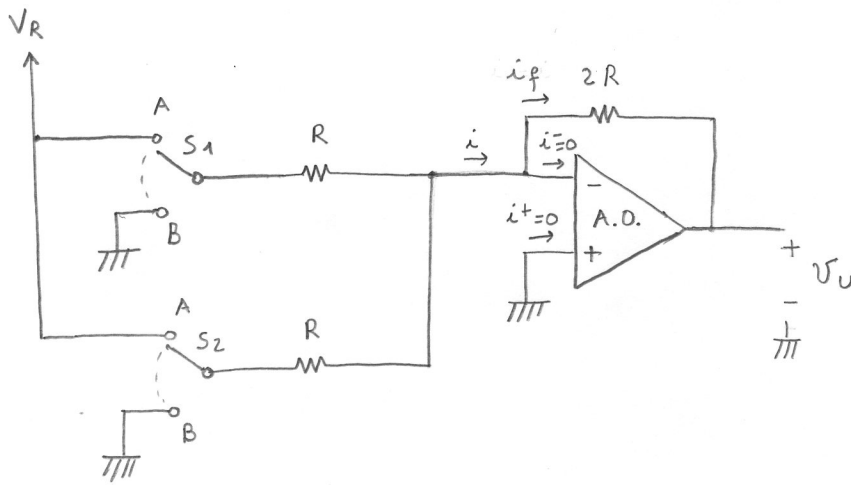 VR
if 2R
A
S1
R
i
i⁻=0
-
B
i⁺=0
A.O.
+
+
vu
-
A
S2
R
B